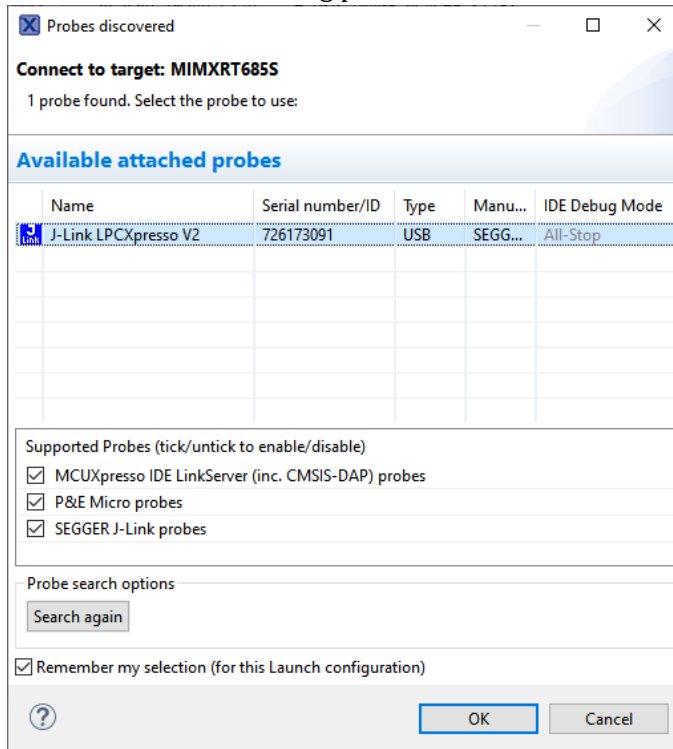 Probes discovered
Connect to target: MIMXRT685S
1 probe found. Select the probe to use:
Available attached probes
Name Serial number/ID Type Manu... IDE Debug Mode
J-Link LPCXpresso V2 726173091 USB SEGG... All-Stop
Supported Probes (tick/untick to enable/disable)
MCUXpresso IDE LinkServer (inc. CMSIS-DAP) probes
P&E Micro probes
SEGGER J-Link probes
Probe search options
Search again
Remember my selection (for this Launch configuration)
OK Cancel